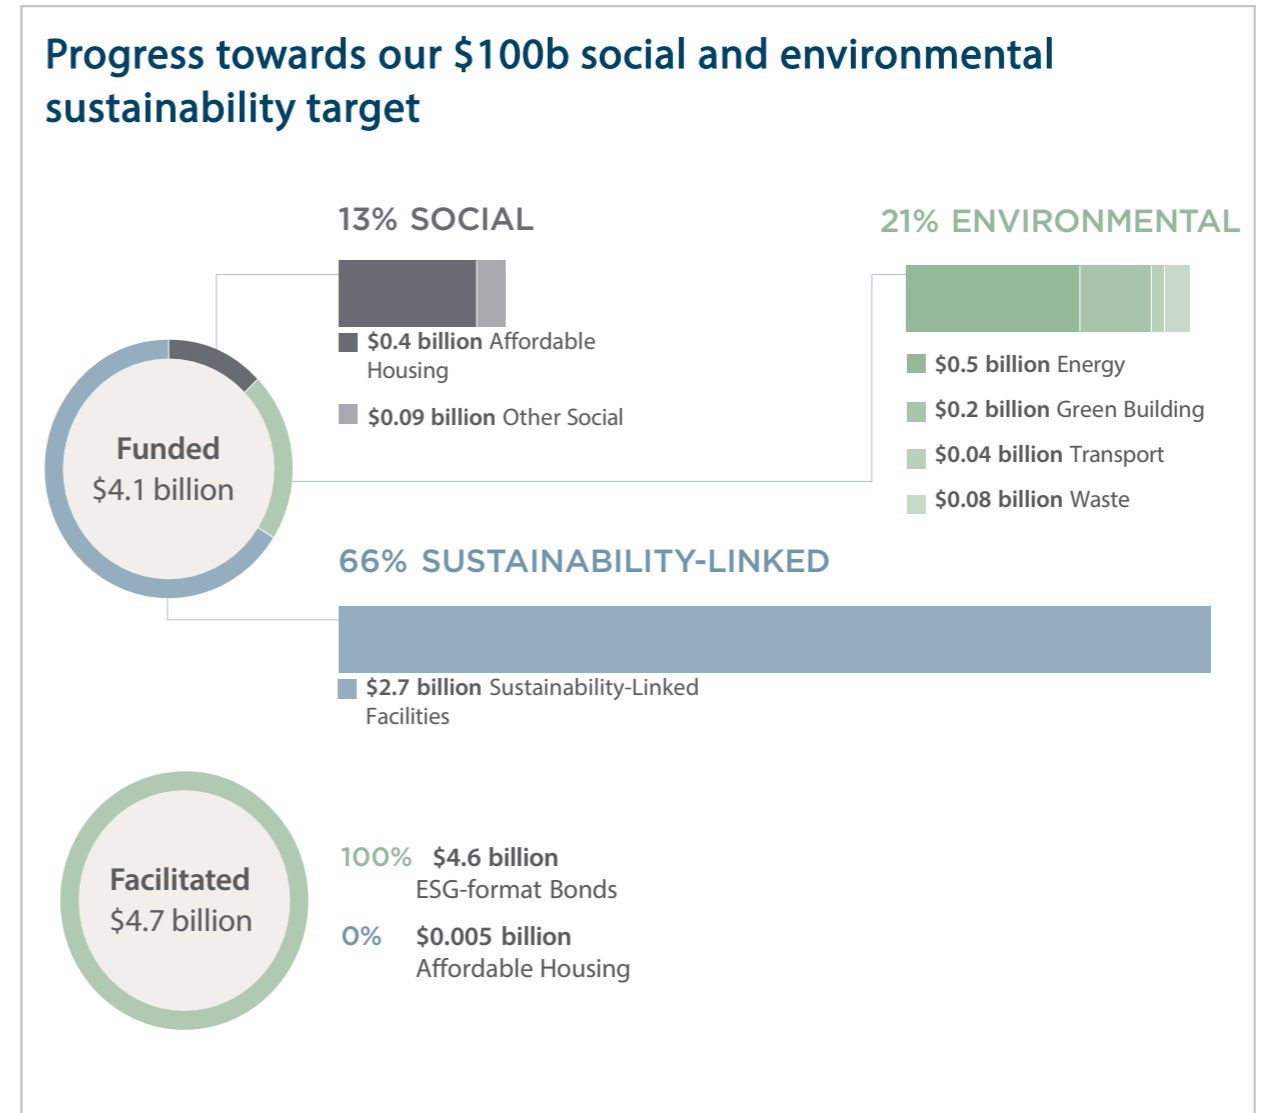 Progress towards our $100b social and environmental
sustainability target
13% SOCIAL
$0.4 billion Affordable
Housing
$0.09 billion Other Social
21% ENVIRONMENTAL
$0.5 billion Energy
$0.2 billion Green Building
$0.04 billion Transport
$0.08 billion Waste
Funded
$4.1 billion
66% SUSTAINABILITY-LINKED
$2.7 billion Sustainability-Linked
Facilities
Facilitated
$4.7 billion
100% $4.6 billion
ESG-format Bonds
0% $0.005 billion
Affordable Housing